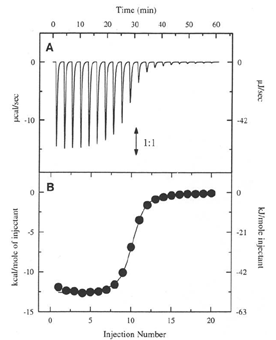 Time (min)
0 10 20 30 40 50 60
A
0
-10
μcal/sec
0
-42
μJ/sec
1:1
B
0
-5
-10
-15
kcal/mole of injectant
0
-21
-42
-63
kJ/mole injectant
0 5 10 15 20
Injection Number